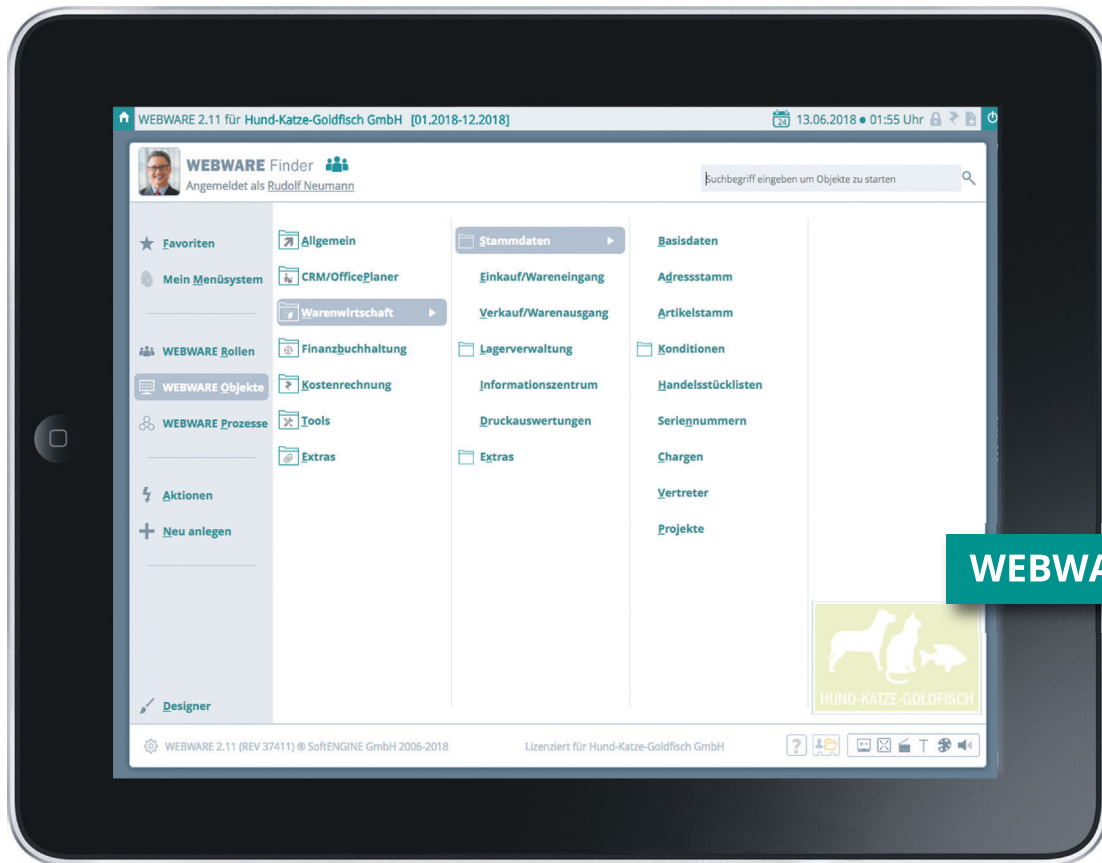 WEBWARE 2.11 für Hund-Katze-Goldfisch GmbH [01.2018-12.2018]
24 13.06.2018 ● 01:55 Uhr
WEBWARE Finder
Angemeldet als Rudolf Neumann
Suchbegriff eingeben um Objekte zu starten
Favoriten
Mein Menüsystem
WEBWARE Rollen
WEBWARE Objekte
WEBWARE Prozesse
Aktionen
Neu anlegen
Designer
Allgemein
CRM/OfficePlaner
Warenwirtschaft
Finanzbuchhaltung
Kostenrechnung
Tools
Extras
Stammdaten
Einkauf/Wareneingang
Verkauf/Warenausgang
Lagerverwaltung
Informationszentrum
Druckauswertungen
Extras
Basisdaten
Adressstamm
Artikelstamm
Konditionen
Handelsstücklisten
Seriennummern
Chargen
Vertreter
Projekte
WEBWA
HUND-KATZE-GOLDFISCH
WEBWARE 2.11 (REV 37411) ® SoftENGINE GmbH 2006-2018
Lizenziert für Hund-Katze-Goldfisch GmbH
? T